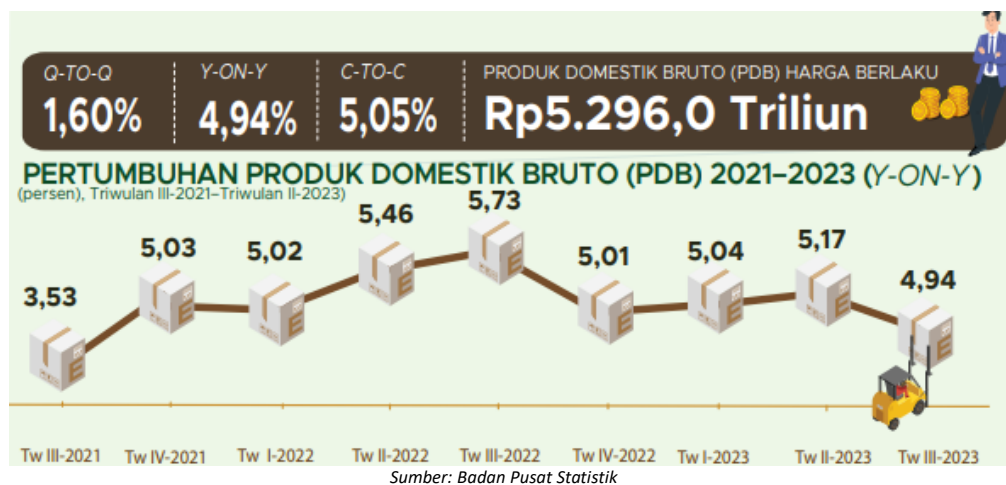 Q-TO-Q Y-ON-Y C-TO-C PRODUK DOMESTIK BRUTO (PDB) HARGA BERLAKU
1,60% 4,94% 5,05% Rp5.296,0 Triliun
PERTUMBUHAN PRODUK DOMESTIK BRUTO (PDB) 2021–2023 (Y-ON-Y)
(persen), Triwulan III-2021–Triwulan II-2023)
3,53 5,03 5,02 5,46 5,73 5,01 5,04 5,17 4,94
Tw III-2021 Tw IV-2021 Tw I-2022 Tw II-2022 Tw III-2022 Tw IV-2022 Tw I-2023 Tw II-2023 Tw III-2023
Sumber: Badan Pusat Statistik